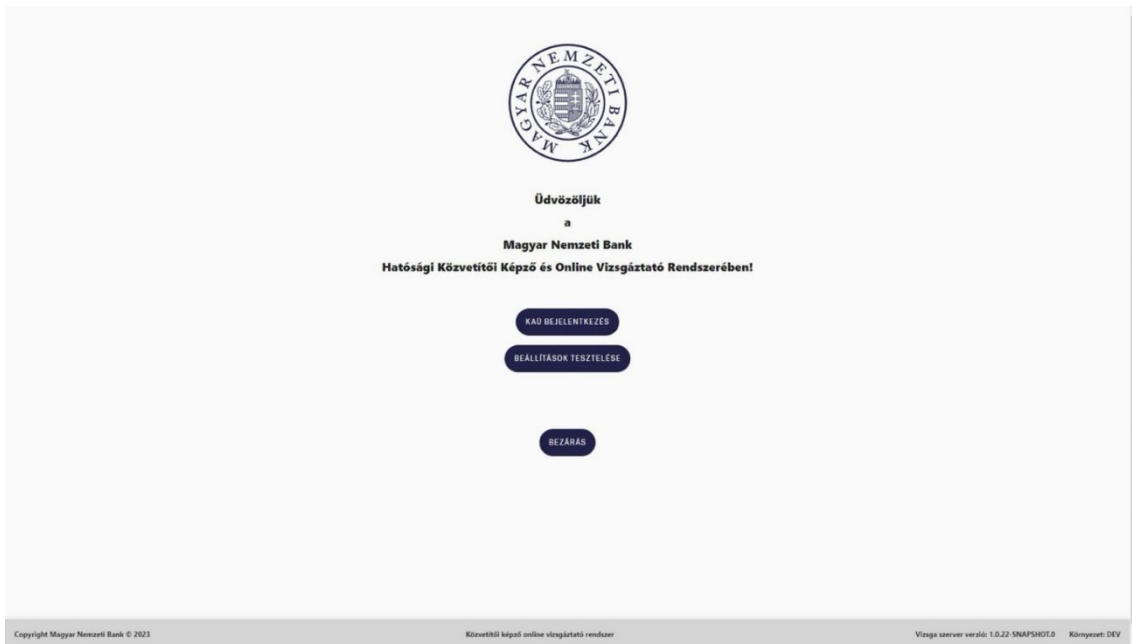 MAGYAR NEMZETI BANK
Üdvözöljük
a
Magyar Nemzeti Bank
Hatósági Közvetítői Képző és Online Vizsgáztató Rendszerében!
KAÜ BEJELENTKEZÉS
BEÁLLÍTÁSOK TESZTELÉSE
BEZÁRÁS
Copyright Magyar Nemzeti Bank © 2023
Közvetítői képző online vizsgáztató rendszer
Vizsga szerver verzió: 1.0.22-SNAPSHOT.0 Környezet: DEV